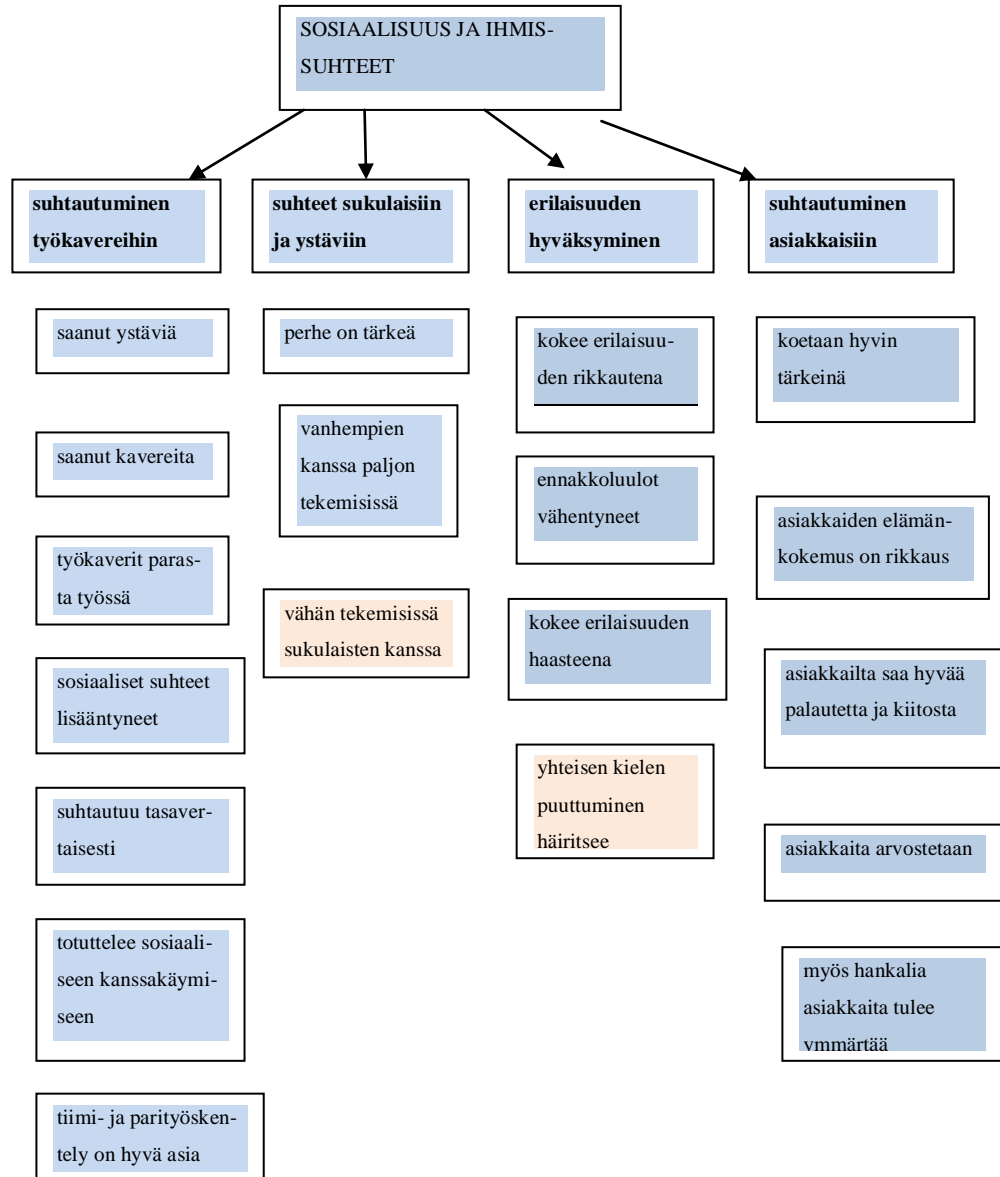 SOSIAALISUUS JA IHMIS-
SUHTEET
suhtautuminen
työkavereihin
saanut ystäviä
saanut kavereita
työkaverit paras-
ta työssä
sosiaaliset suhteet
lisääntyneet
suhtautuu tasaver-
taisesti
totuttelee sosiaali-
seen kanssakäymi-
seen
tiimi- ja parityösken-
tely on hyvä asia
suhteet sukulaisiin
ja ystäviin
perhe on tärkeä
vanhempien
kanssa paljon
tekemisissä
vähän tekemisissä
sukulaisten kanssa
erilaisuuden
hyväksyminen
kokee erilaisuu-
den rikkautena
ennakkoluulot
vähentyneet
kokee erilaisuuden
haasteena
yhteisen kielen
puuttuminen
häiritsee
suhtautuminen
asiakkaisiin
koetaan hyvin
tärkeinä
asiakkaiden elämän-
kokemus on rikkaus
asiakkailta saa hyvää
palautetta ja kiitosta
asiakkaita arvostetaan
myös hankalia
asiakkaita tulee
ymmärtää